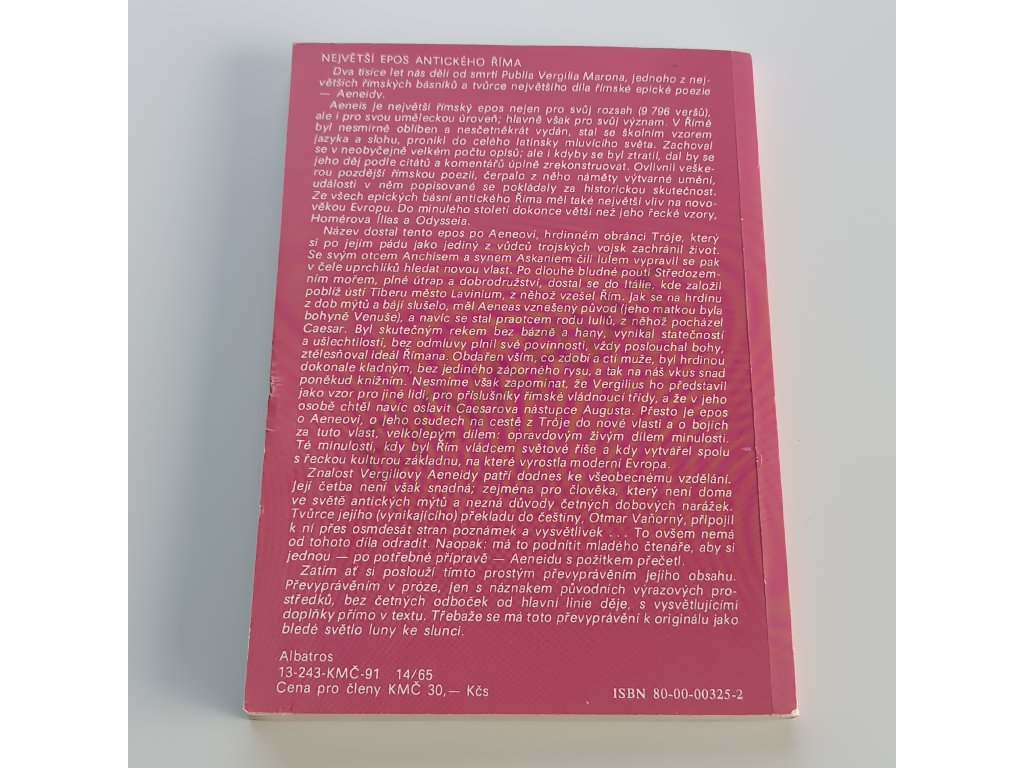 NEJVĚTŠÍ EPOS ANTICKÉHO ŘÍMA
Dva tisíce let nás dělí od smrti Publia Vergilia Marona, jednoho z nej-
větších římských básníků a tvůrce největšího díla římské epické poezie
— Aeneidy.
Aeneis je největší římský epos nejen pro svůj rozsah (9 796 veršů),
ale i pro svou uměleckou úroveň; hlavně však pro svůj význam. V Římě
byl nesmírně oblíben a nesčetněkrát vydán, stal se školním vzorem
jazyka a slohu, pronikl do celého latinsky mluvícího světa. Zachoval
se v neobyčejně velkém počtu opisů; ale i kdyby se byl ztratil, dal by se
jeho děj podle citátů a komentářů úplně zrekonstruovat. Ovlivnil veške-
rou pozdější římskou poezii, čerpalo z něho náměty výtvarné umění,
události v něm popisované se pokládaly za historickou skutečnost.
Ze všech epických básní antického Říma měl také největší vliv na novo-
věkou Evropu. Do minulého století dokonce větší než jeho řecké vzory,
Homérova Ílias a Odysseia.
Název dostal tento epos po Aeneovi, hrdinném obránci Tróje, který
si po jejím pádu jako jediný z vůdců trojských vojsk zachránil život.
Se svým otcem Anchisem a synem Askaniem čili Iulem vypravil se pak
v čele uprchlíků hledat novou vlast. Po dlouhé bludné pouti Středozem-
ním mořem, plné útrap a dobrodružství, dostal se do Itálie, kde založil
poblíž ústí Tiberu město Lavinium, z něhož vzešel Řím. Jak se na hrdinu
z dob mýtů a bájí slušelo, měl Aeneas vznešený původ (jeho matkou byla
bohyně Venuše), a navíc se stal praotcem rodu Iuliů, z něhož pocházel
Caesar. Byl skutečným rekem bez bázně a hany, vynikal statečností
a ušlechtilostí, bez odmluvy plnil své povinnosti, vždy poslouchal bohy,
ztělesňoval ideál Římana. Obdařen vším, co zdobí a ctí muže, byl hrdinou
dokonale kladným, bez jediného záporného rysu, a tak na náš vkus snad
poněkud knižním. Nesmíme však zapomínat, že Vergilius ho představil
jako vzor pro jiné lidi, pro příslušníky římské vládnoucí třídy, a že v jeho
osobě chtěl navíc oslavit Caesarova nástupce Augusta. Přesto je epos
o Aeneovi, o jeho osudech na cestě z Tróje do nové vlasti a o bojích
za tuto vlast, velkolepým dílem: opravdovým živým dílem minulosti.
Té minulosti, kdy byl Řím vládcem světové říše a kdy vytvářel spolu
s řeckou kulturou základnu, na které vyrostla moderní Evropa.
Znalost Vergiliovy Aeneidy patří dodnes ke všeobecnému vzdělání.
Její četba není však snadná; zejména pro člověka, který není doma
ve světě antických mýtů a nezná důvody četných dobových narážek.
Tvůrce jejího (vynikajícího) překladu do češtiny, Otmar Vaňorný, připojil
k ní přes osmdesát stran poznámek a vysvětlivek . . . To ovšem nemá
od tohoto díla odradit. Naopak: má to podnítit mladého čtenáře, aby si
jednou — po potřebné přípravě — Aeneidu s požitkem přečetl.
Zatím ať si poslouží tímto prostým převyprávěním jejího obsahu.
Převyprávěním v próze, jen s náznakem původních výrazových pro-
středků, bez četných odboček od hlavní linie děje, s vysvětlujícími
doplňky přímo v textu. Třebaže se má toto převyprávění k originálu jako
bledé světlo luny ke slunci.
Albatros
13-243-KMČ-91 14/65
Cena pro členy KMČ 30,— Kčs
ISBN 80-00-00325-2